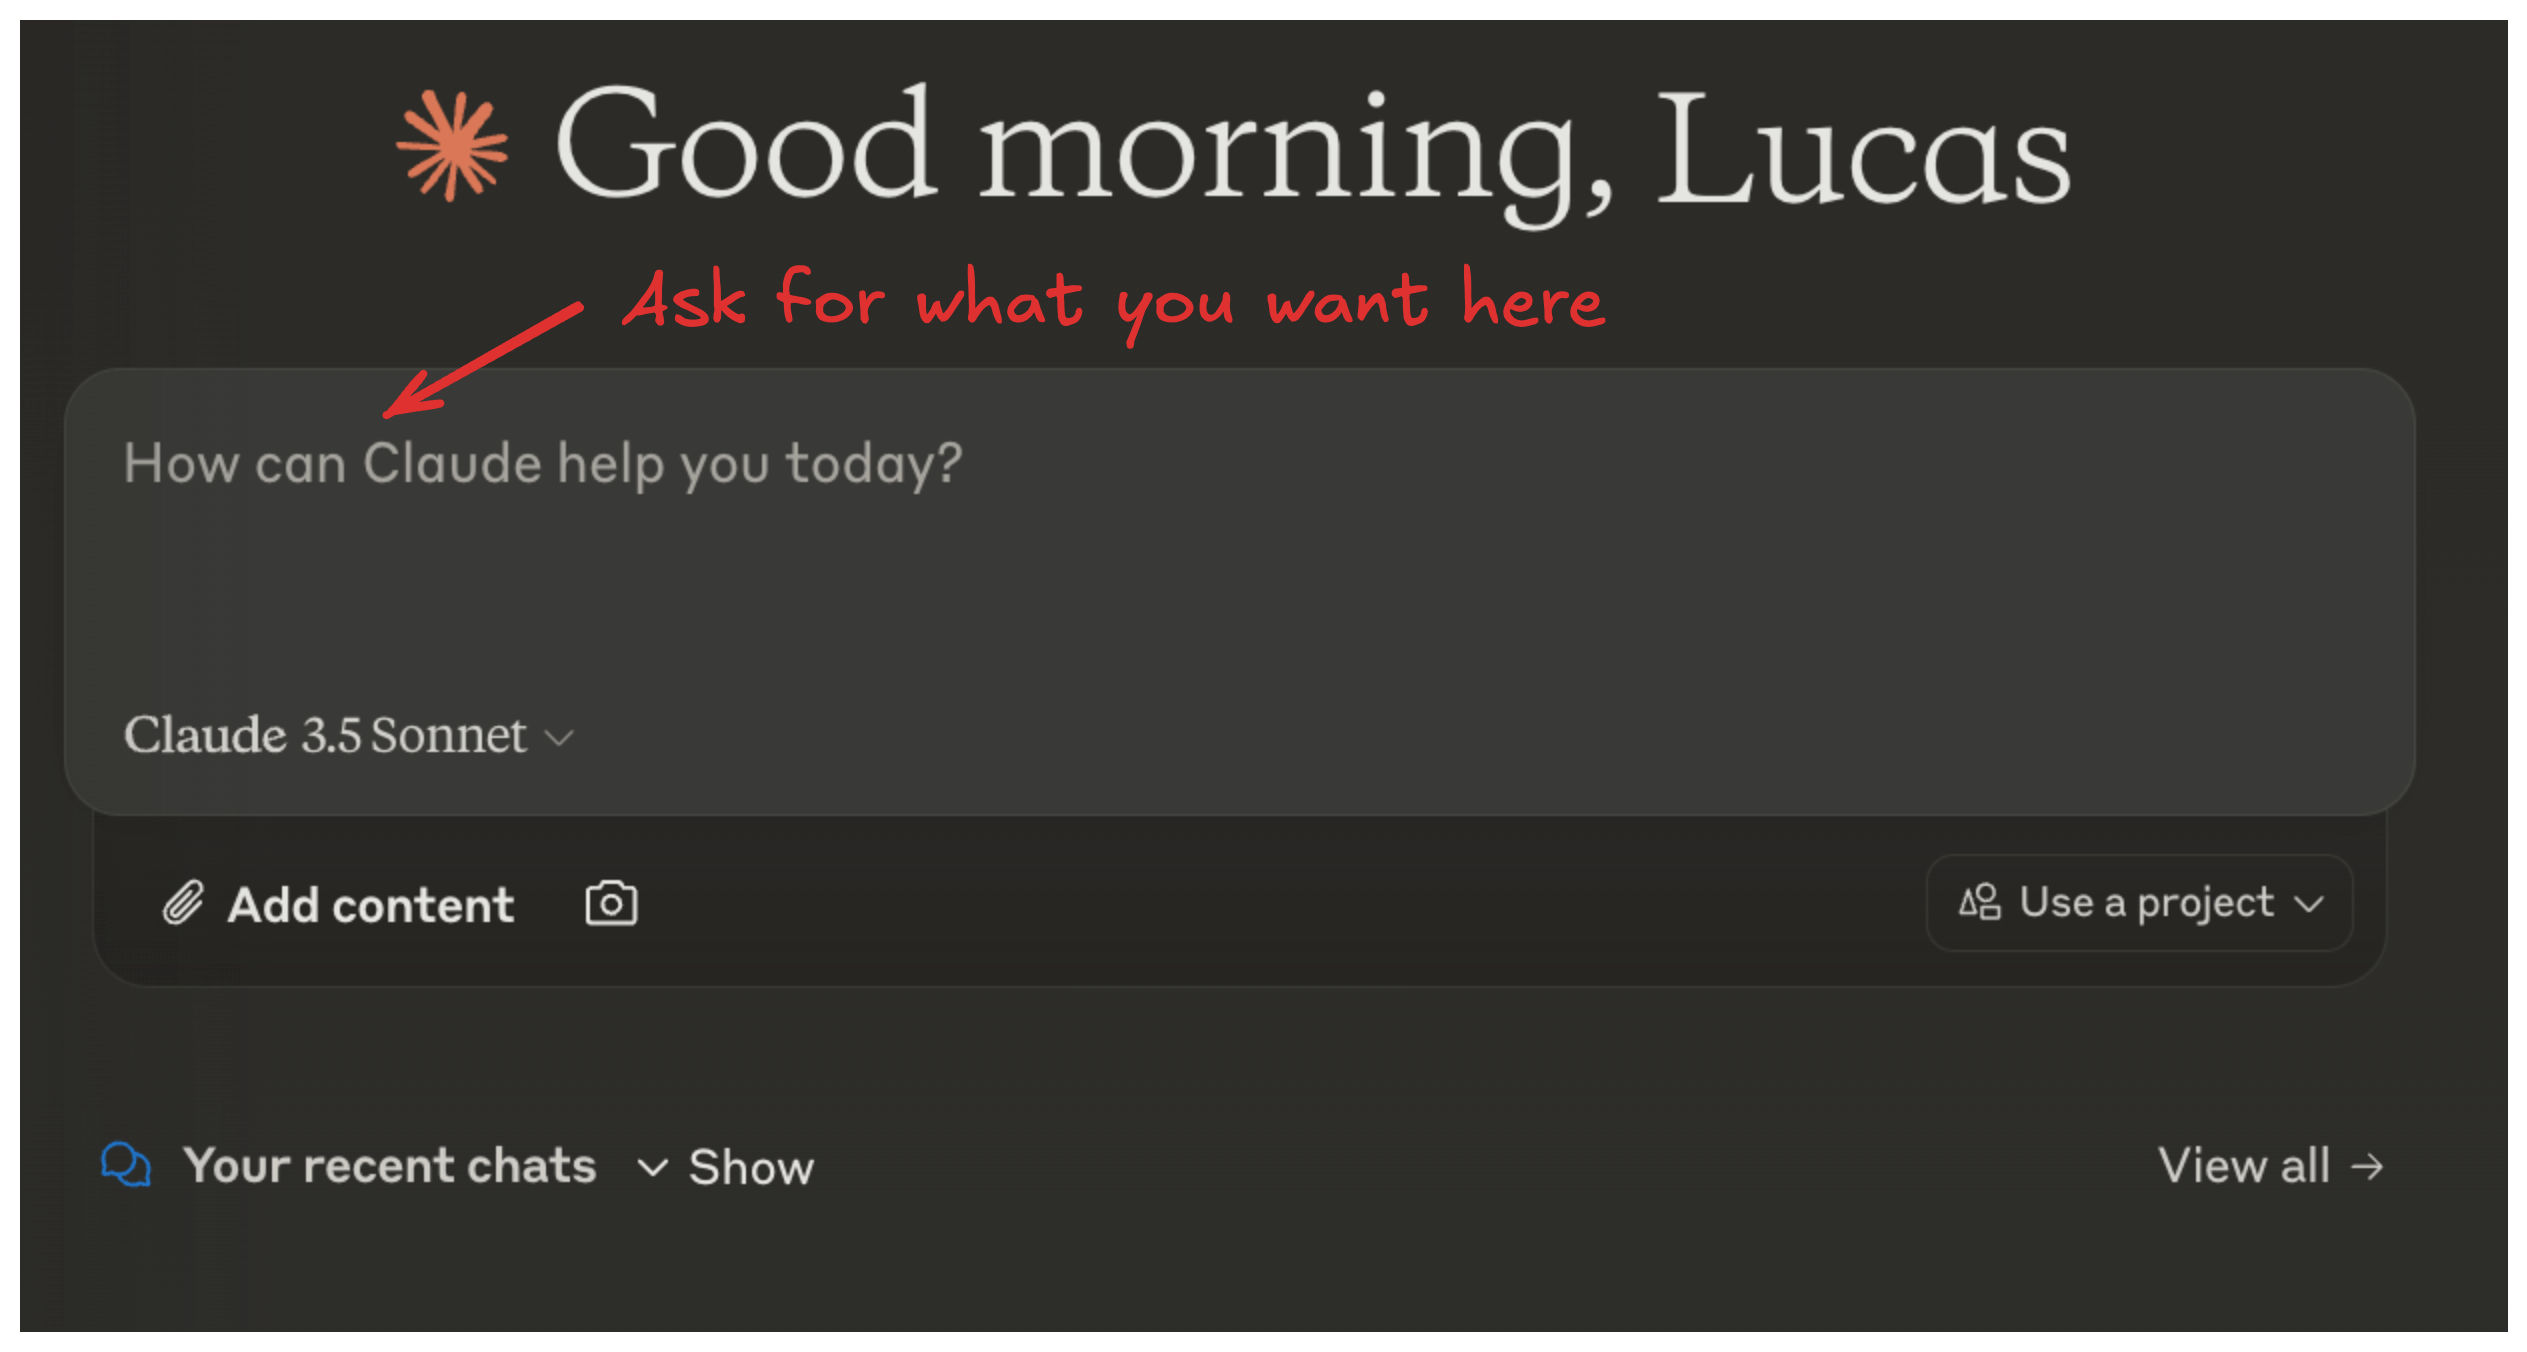 Good morning, Lucas
Ask for what you want here
How can Claude help you today?
Claude 3.5 Sonnet
Add content
Use a project
Your recent chats Show
View all